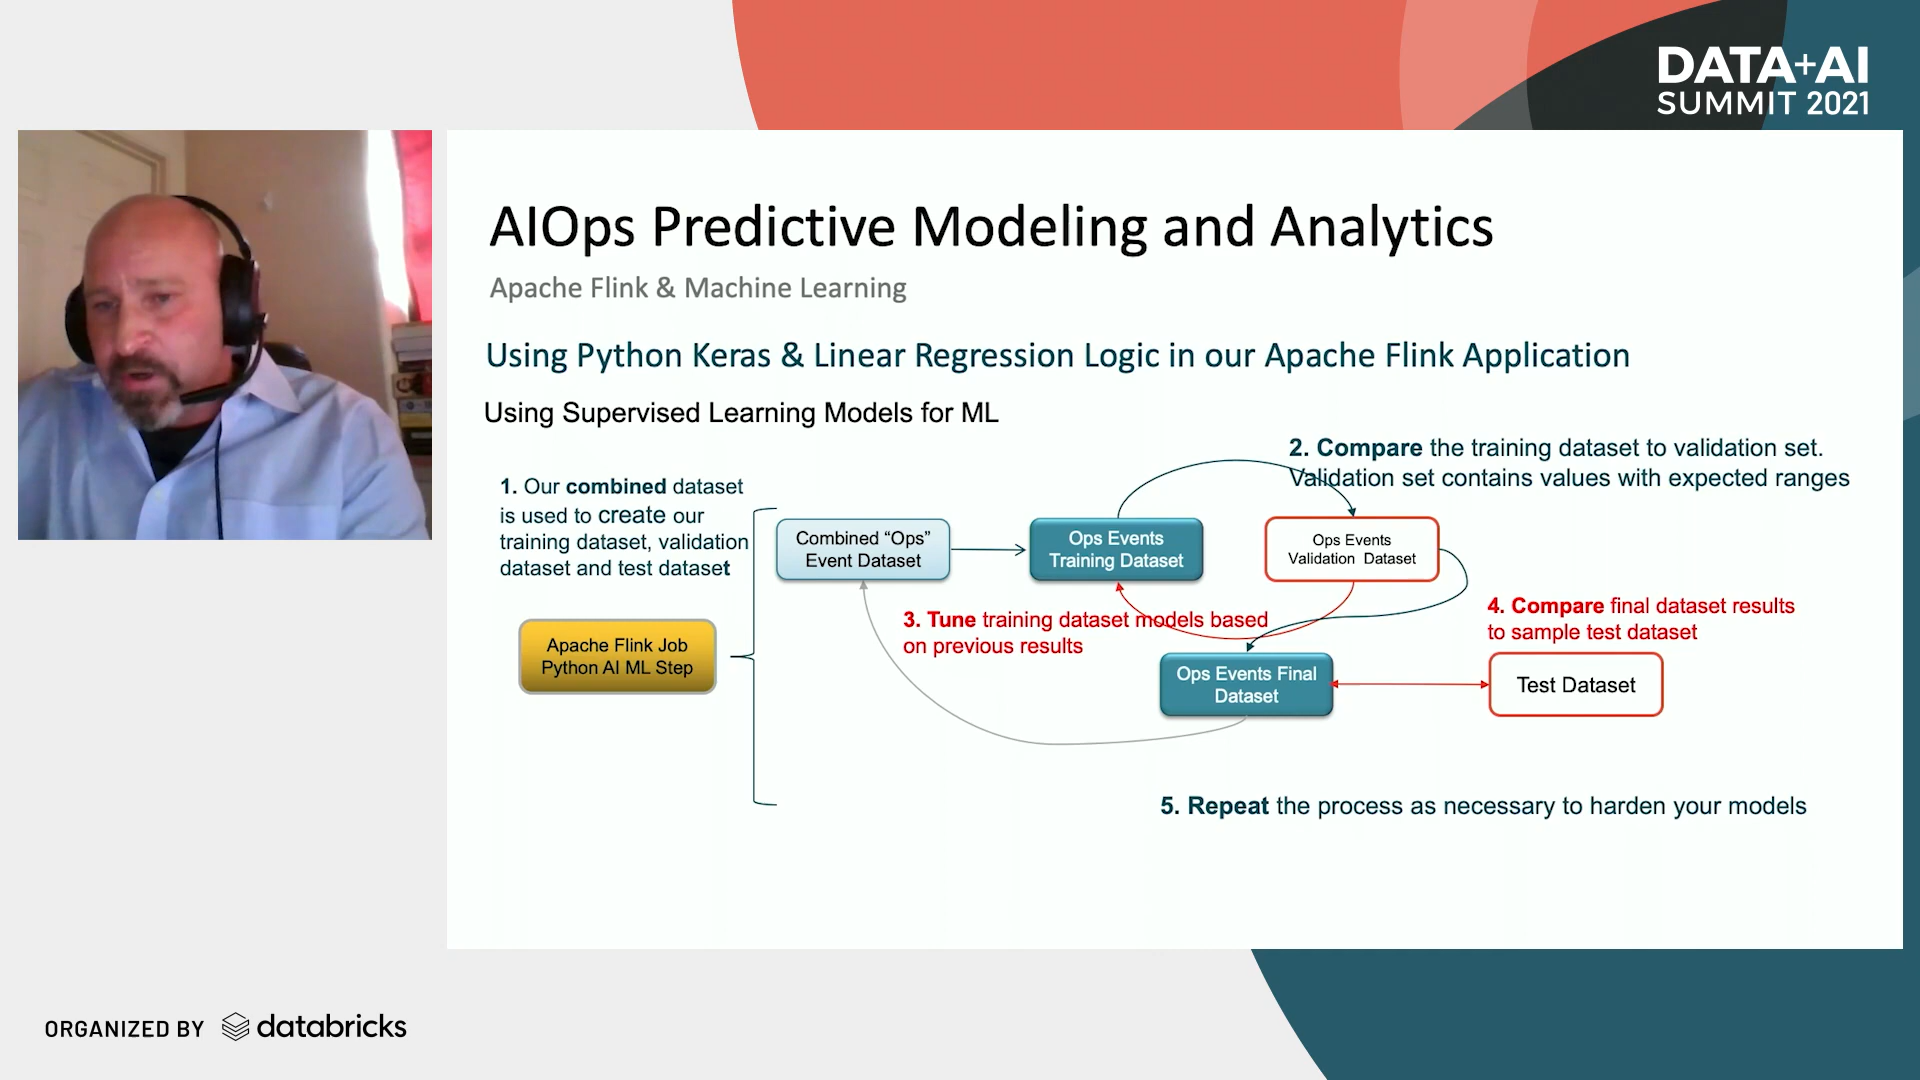 DATA+AI
SUMMIT 2021
AIOps Predictive Modeling and Analytics
Apache Flink & Machine Learning
Using Python Keras & Linear Regression Logic in our Apache Flink Application
Using Supervised Learning Models for ML
1. Our combined dataset
is used to create our
training dataset, validation
dataset and test dataset
2. Compare the training dataset to validation set.
Validation set contains values with expected ranges
Combined “Ops”
Event Dataset
Ops Events
Training Dataset
Ops Events
Validation Dataset
3. Tune training dataset models based
on previous results
4. Compare final dataset results
to sample test dataset
Apache Flink Job
Python AI ML Step
Ops Events Final
Dataset
Test Dataset
5. Repeat the process as necessary to harden your models
ORGANIZED BY databricks